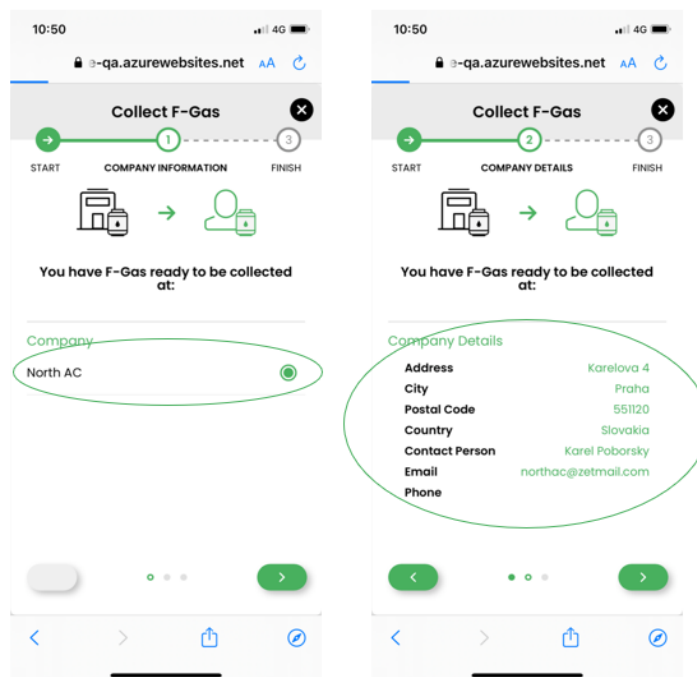 10:50
4G
e-qa.azurewebsites.net AA
Collect F-Gas
1
3
START COMPANY INFORMATION FINISH
You have F-Gas ready to be collected
at:
Company
North AC
10:50
4G
e-qa.azurewebsites.net AA
Collect F-Gas
2
3
START COMPANY DETAILS FINISH
You have F-Gas ready to be collected
at:
Company Details
Address Karelova 4
City Praha
Postal Code 551120
Country Slovakia
Contact Person Karel Poborsky
Email northac@zetmail.com
Phone